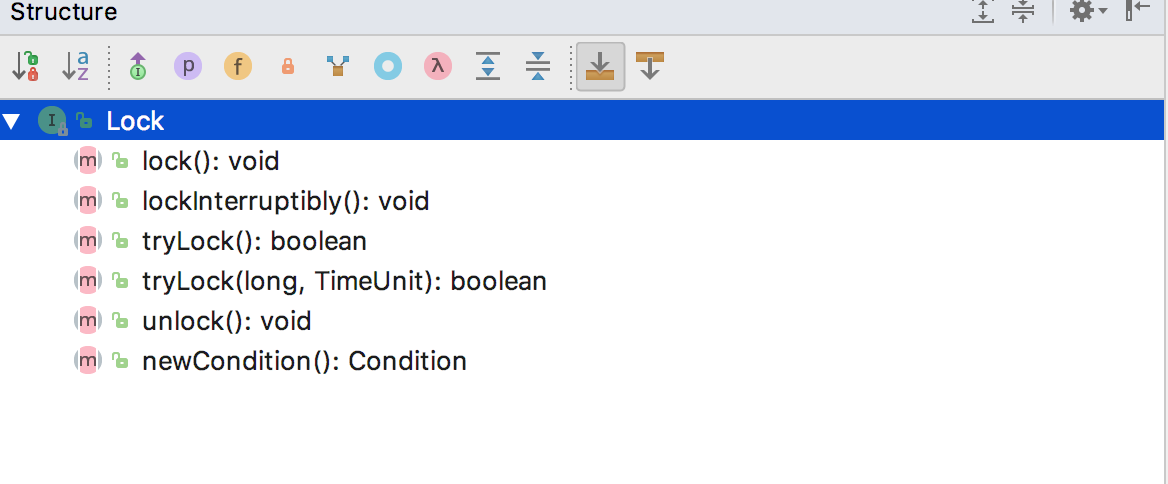 Structure
a
z
I p f λ
I Lock
m lock(): void
m lockInterruptibly(): void
m tryLock(): boolean
m tryLock(long, TimeUnit): boolean
m unlock(): void
m newCondition(): Condition